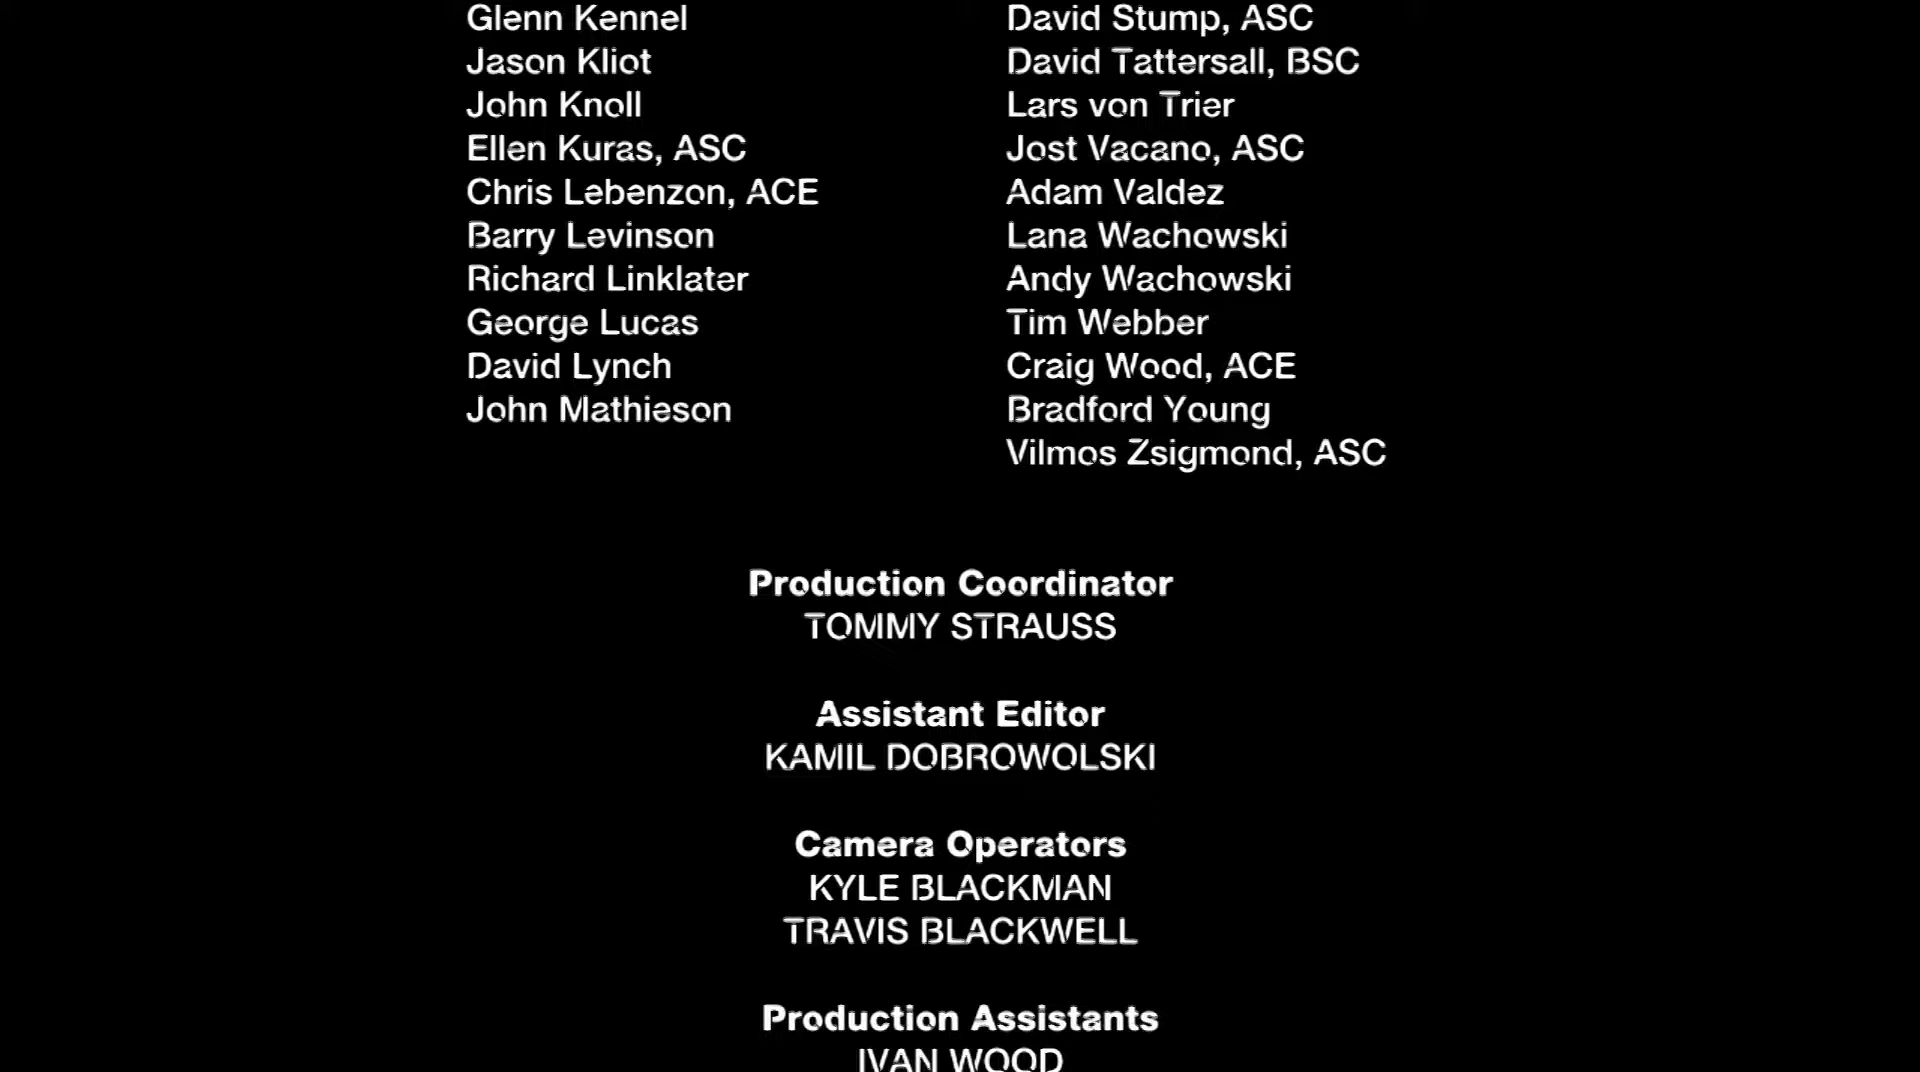 Glenn Kennel
Jason Kliot
John Knoll
Ellen Kuras, ASC
Chris Lebenzon, ACE
Barry Levinson
Richard Linklater
George Lucas
David Lynch
John Mathieson
David Stump, ASC
David Tattersall, BSC
Lars von Trier
Jost Vacano, ASC
Adam Valdez
Lana Wachowski
Andy Wachowski
Tim Webber
Craig Wood, ACE
Bradford Young
Vilmos Zsigmond, ASC
Production Coordinator
TOMMY STRAUSS
Assistant Editor
KAMIL DOBROWOLSKI
Camera Operators
KYLE BLACKMAN
TRAVIS BLACKWELL
Production Assistants
IVAN WOOD